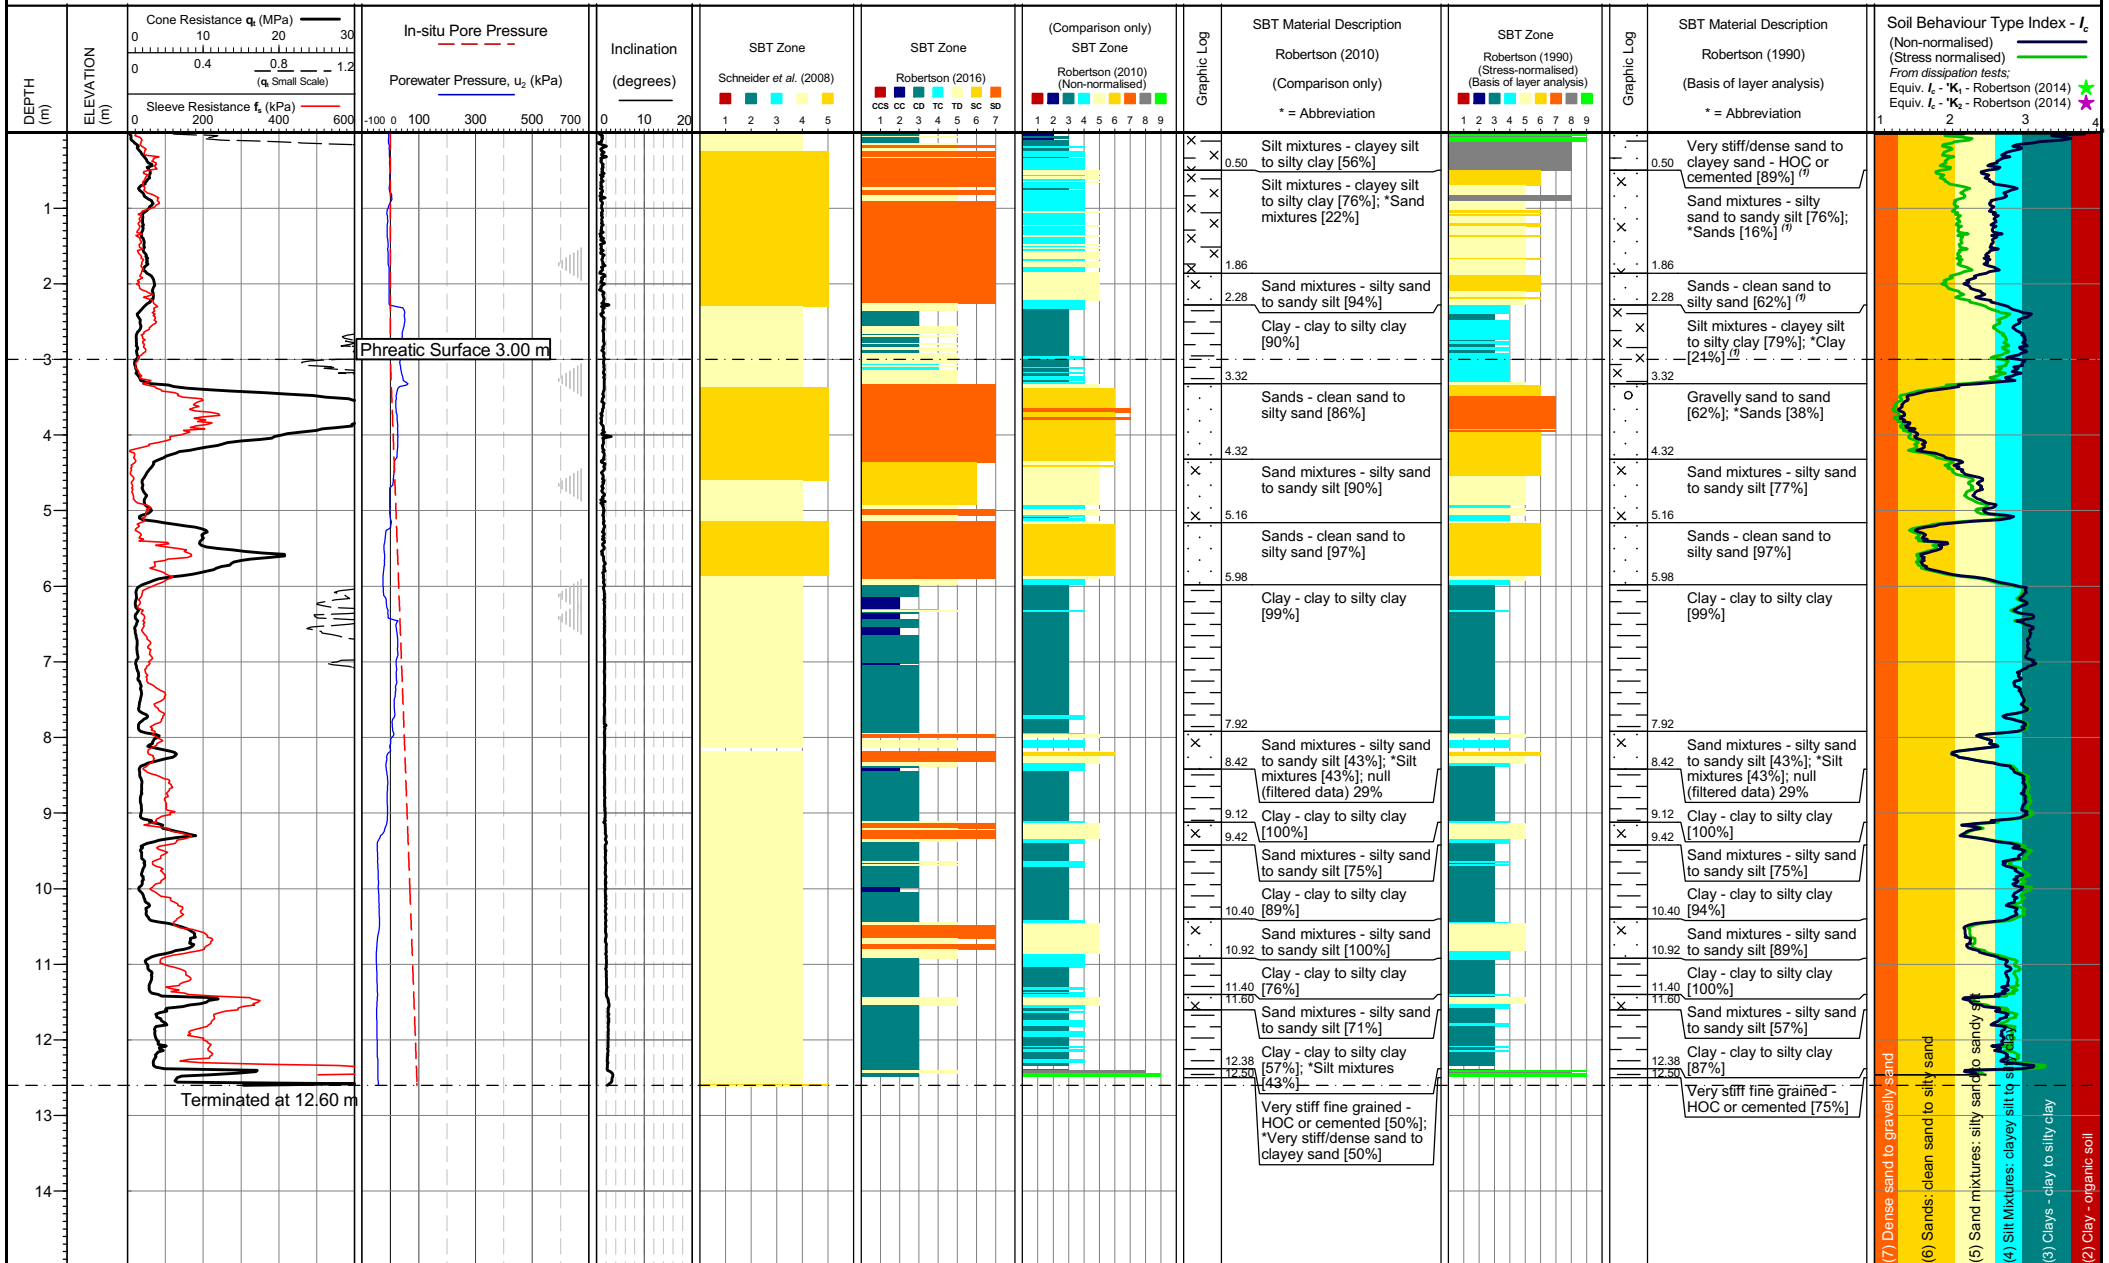 DEPTH
(m)
ELEVATION
(m)
Cone Resistance qt (MPa)
0 10 20 30
0 0.4 0.8 1.2
(qt Small Scale)
Sleeve Resistance fs (kPa)
0 200 400 600
In-situ Pore Pressure
Porewater Pressure, u2 (kPa)
-100 0 100 300 500 700
Inclination
(degrees)
0 10 20
SBT Zone
Schneider et al. (2008)
1 2 3 4 5
SBT Zone
Robertson (2016)
CCS CC CD TC TD SC SD
1 2 3 4 5 6 7
(Comparison only)
SBT Zone
Robertson (2010)
(Non-normalised)
1 2 3 4 5 6 7 8 9
Graphic Log
SBT Material Description
Robertson (2010)
(Comparison only)
* = Abbreviation
SBT Zone
Robertson (1990)
(Stress-normalised)
(Basis of layer analysis)
1 2 3 4 5 6 7 8 9
Graphic Log
SBT Material Description
Robertson (1990)
(Basis of layer analysis)
* = Abbreviation
Soil Behaviour Type Index - Ic
(Non-normalised)
(Stress normalised)
From dissipation tests;
Equiv. Ic - 'K1 - Robertson (2014)
Equiv. Ic - 'K2 - Robertson (2014)
1 2 3 4
1
2
3
4
5
6
7
8
9
10
11
12
13
14
Phreatic Surface 3.00 m
Terminated at 12.60 m
0.50
1.86
2.28
3.32
4.32
5.16
5.98
7.92
8.42
9.12
9.42
10.40
10.92
11.40
11.60
12.38
12.50
Silt mixtures - clayey silt
to silty clay [56%]
Silt mixtures - clayey silt
to silty clay [76%]; *Sand
mixtures [22%]
Sand mixtures - silty sand
to sandy silt [94%]
Clay - clay to silty clay
[90%]
Sands - clean sand to
silty sand [86%]
Sand mixtures - silty sand
to sandy silt [90%]
Sands - clean sand to
silty sand [97%]
Clay - clay to silty clay
[99%]
Sand mixtures - silty sand
to sandy silt [43%]; *Silt
mixtures [43%]; null
(filtered data) 29%
Clay - clay to silty clay
[100%]
Sand mixtures - silty sand
to sandy silt [75%]
Clay - clay to silty clay
[89%]
Sand mixtures - silty sand
to sandy silt [100%]
Clay - clay to silty clay
[76%]
Sand mixtures - silty sand
to sandy silt [71%]
Clay - clay to silty clay
[57%]; *Silt mixtures
[43%]
Very stiff fine grained -
HOC or cemented [50%];
*Very stiff/dense sand to
clayey sand [50%]
0.50
1.86
2.28
3.32
4.32
5.16
5.98
7.92
8.42
9.12
9.42
10.40
10.92
11.40
11.60
12.38
12.50
Very stiff/dense sand to
clayey sand - HOC or
cemented [89%] (1)
Sand mixtures - silty
sand to sandy silt [76%];
*Sands [16%] (1)
Sands - clean sand to
silty sand [62%] (1)
Silt mixtures - clayey silt
to silty clay [79%]; *Clay
[21%] (1)
Gravelly sand to sand
[62%]; *Sands [38%]
Sand mixtures - silty sand
to sandy silt [77%]
Sands - clean sand to
silty sand [97%]
Clay - clay to silty clay
[99%]
Sand mixtures - silty sand
to sandy silt [43%]; *Silt
mixtures [43%]; null
(filtered data) 29%
Clay - clay to silty clay
[100%]
Sand mixtures - silty sand
to sandy silt [75%]
Clay - clay to silty clay
[94%]
Sand mixtures - silty sand
to sandy silt [89%]
Clay - clay to silty clay
[100%]
Sand mixtures - silty sand
to sandy silt [57%]
Clay - clay to silty clay
[87%]
Very stiff fine grained -
HOC or cemented [75%]
(7) Dense sand to gravelly sand
(6) Sands: clean sand to silty sand
(5) Sand mixtures: silty sand to sandy silt
(4) Silt Mixtures: clayey silt to silty clay
(3) Clays - clay to silty clay
(2) Clay - organic soil